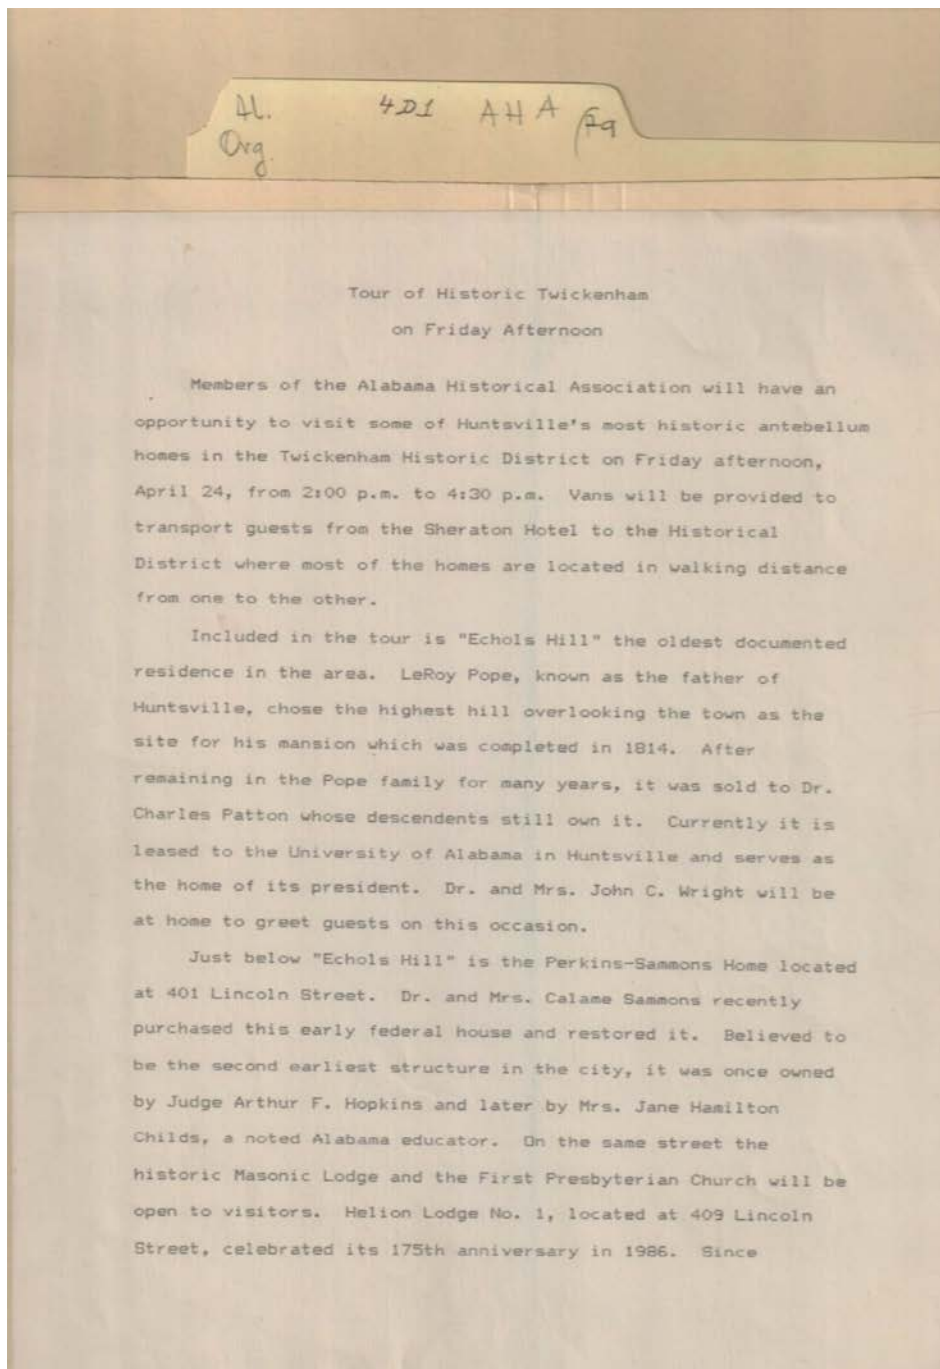 Al. 4D1 AHA
Org.
Tour of Historic Twickenham
on Friday Afternoon
Members of the Alabama Historical Association will have an
opportunity to visit some of Huntsville's most historic antebellum
homes in the Twickenham Historic District on Friday afternoon,
April 24, from 2:00 p.m. to 4:30 p.m. Vans will be provided to
transport guests from the Sheraton Hotel to the Historical
District where most of the homes are located in walking distance
from one to the other.
Included in the tour is "Echols Hill" the oldest documented
residence in the area. LeRoy Pope, known as the father of
Huntsville, chose the highest hill overlooking the town as the
site for his mansion which was completed in 1814. After
remaining in the Pope family for many years, it was sold to Dr.
Charles Patton whose descendents still own it. Currently it is
leased to the University of Alabama in Huntsville and serves as
the home of its president. Dr. and Mrs. John C. Wright will be
at home to greet guests on this occasion.
Just below "Echols Hill" is the Perkins-Sammons Home located
at 401 Lincoln Street. Dr. and Mrs. Calame Sammons recently
purchased this early federal house and restored it. Believed to
be the second earliest structure in the city, it was once owned
by Judge Arthur F. Hopkins and later by Mrs. Jane Hamilton
Childs, a noted Alabama educator. On the same street the
historic Masonic Lodge and the First Presbyterian Church will be
open to visitors. Helion Lodge No. 1, located at 409 Lincoln
Street, celebrated its 175th anniversary in 1986. Since